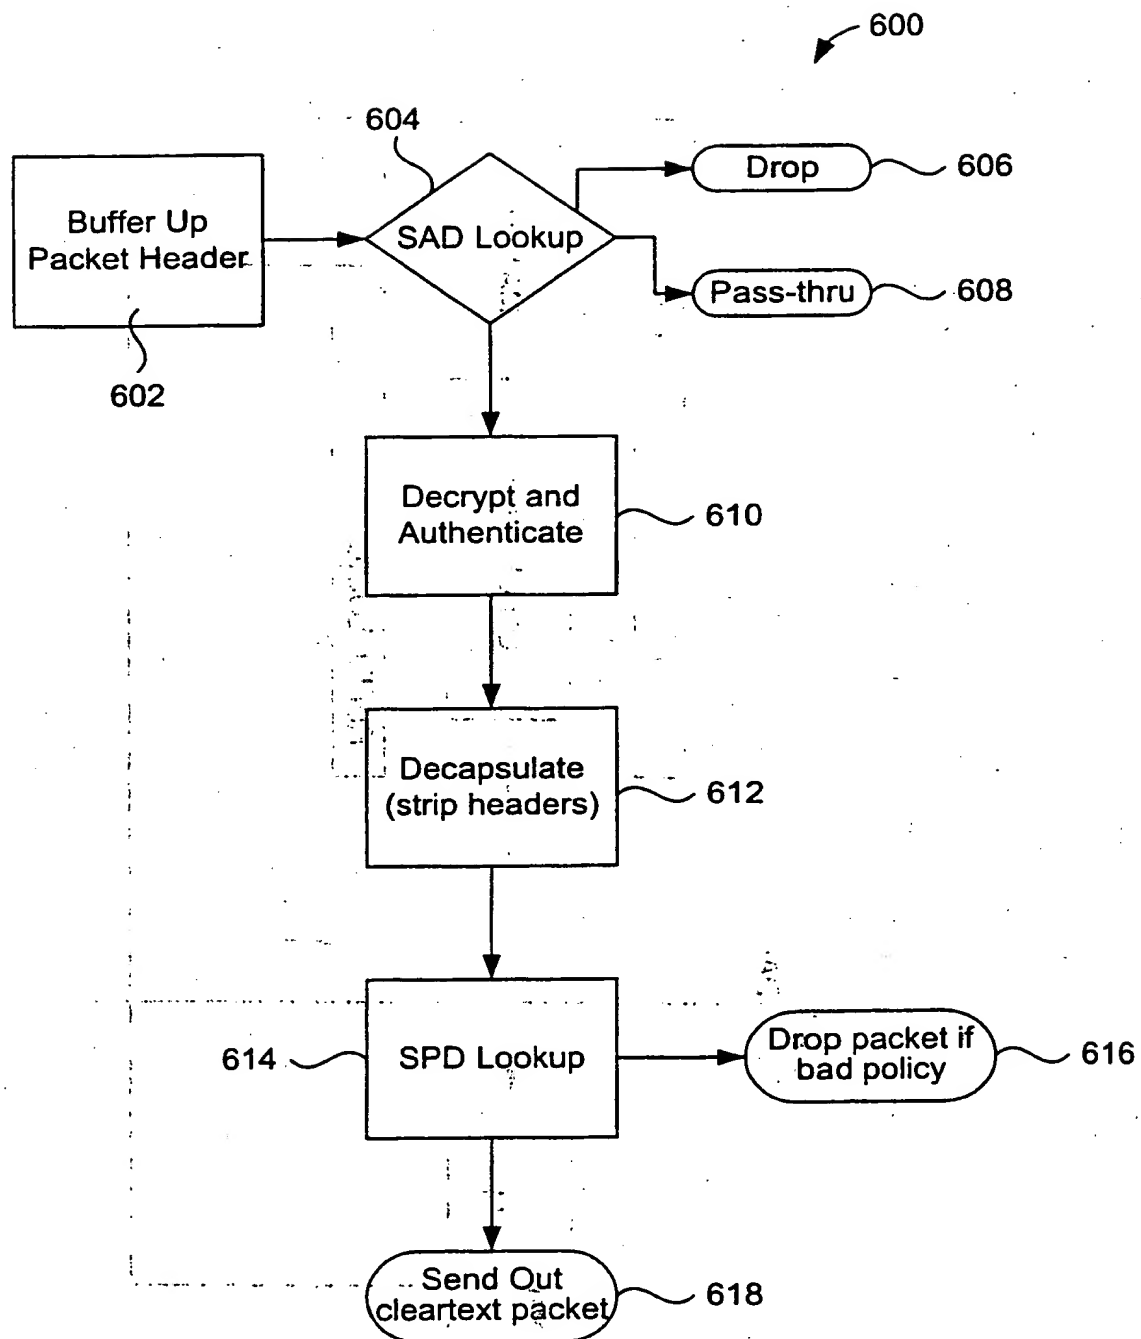 600
604
Drop
606
Buffer Up
Packet Header
SAD Lookup
Pass-thru
608
602
Decrypt and
Authenticate
610
Decapsulate
(strip headers)
612
614
SPD Lookup
Drop packet if
bad policy
616
Send Out
cleartext packet
618